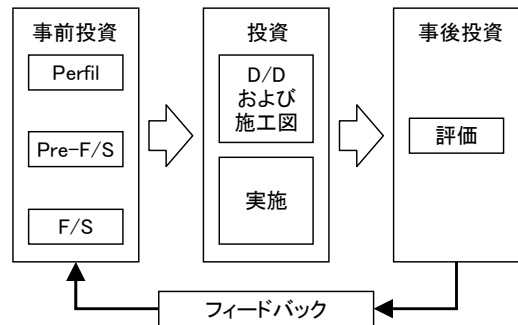 事前投資
Perfil
Pre-F/S
F/S
投資
D/D
および
施工図
実施
事後投資
評価
フィードバック